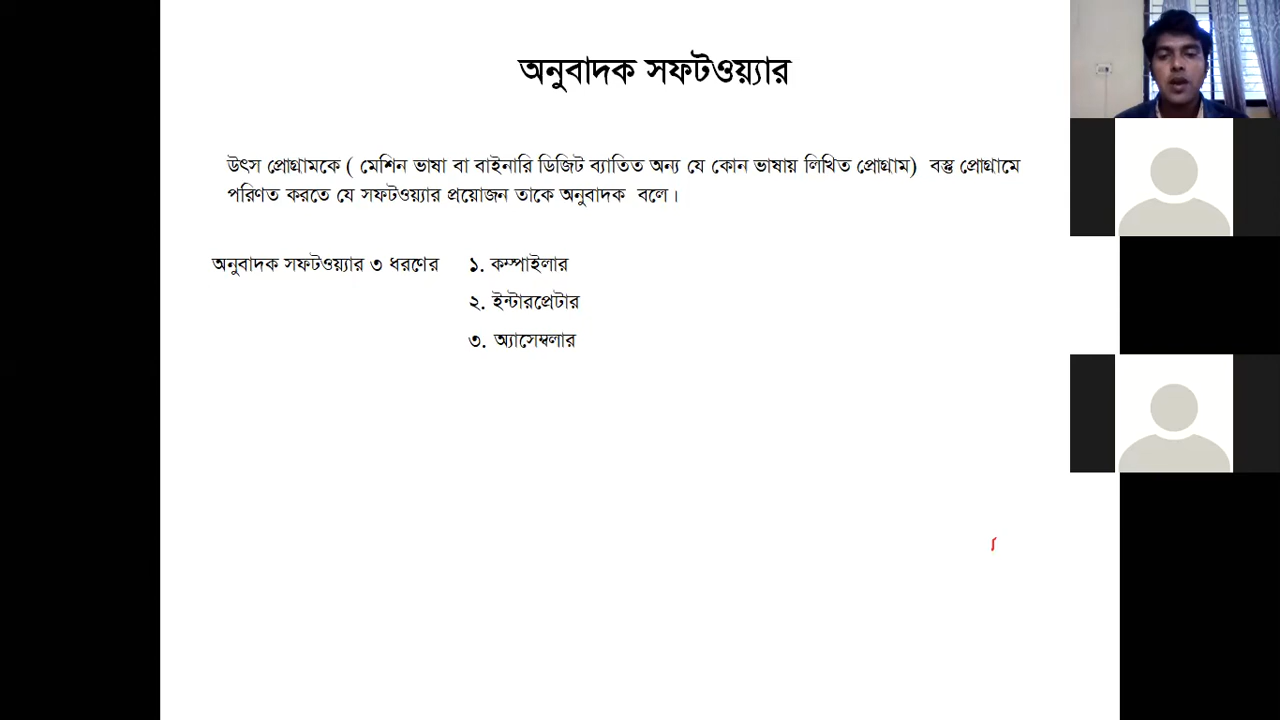 অনুবাদক সফটওয়্যার
উৎস প্রোগ্রামকে ( মেশিন ভাষা বা বাইনারি ডিজিট ব্যাতিত অন্য যে কোন ভাষায় লিখিত প্রোগ্রাম) বস্তু প্রোগ্রামে
পরিণত করতে যে সফটওয়্যার প্রয়োজন তাকে অনুবাদক বলে।
অনুবাদক সফটওয়্যার ৩ ধরণের ১. কম্পাইলার
২. ইন্টারপ্রেটার
৩. অ্যাসেম্বলার